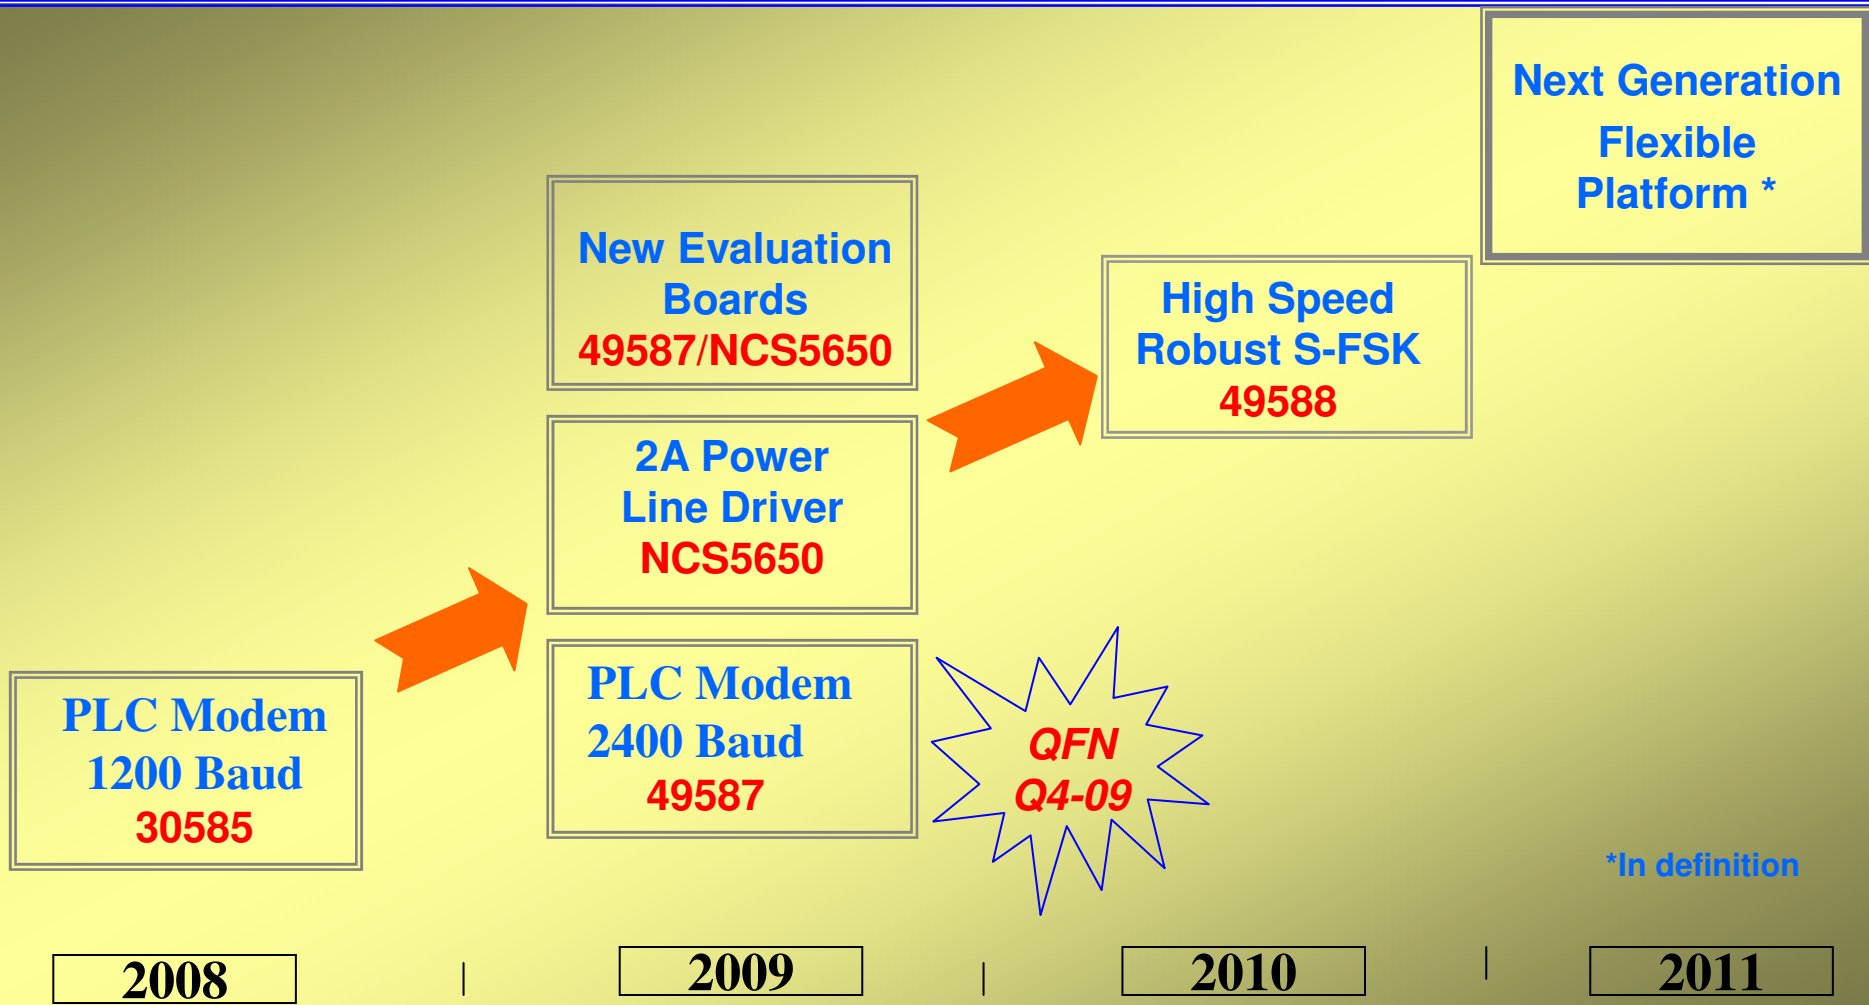 Next Generation
Flexible
Platform *
New Evaluation
Boards
49587/NCS5650
High Speed
Robust S-FSK
49588
2A Power
Line Driver
NCS5650
PLC Modem
2400 Baud
49587
QFN
Q4-09
PLC Modem
1200 Baud
30585
*In definition
2008
2009
2010
2011